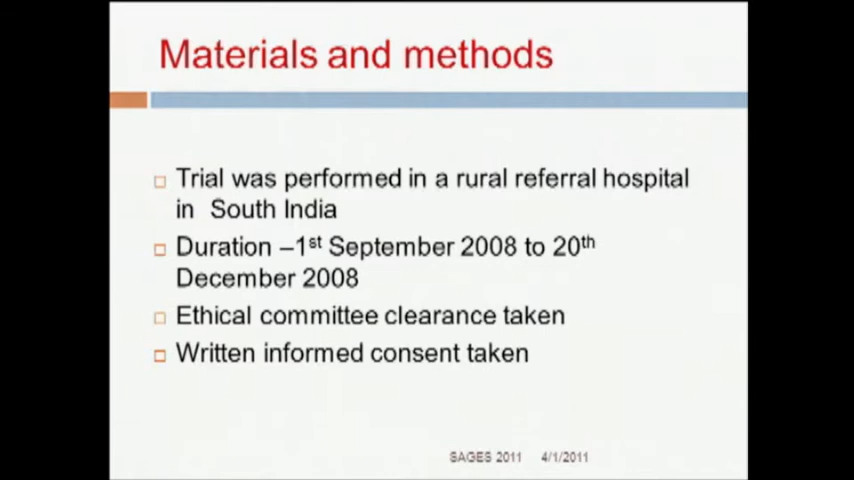 Materials and methods
Trial was performed in a rural referral hospital
in South India
Duration –1st September 2008 to 20th
December 2008
Ethical committee clearance taken
Written informed consent taken
SAGES 2011 4/1/2011